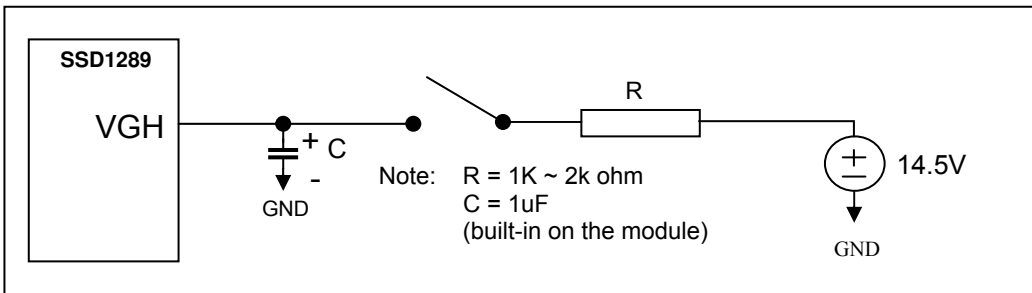 SSD1289
VGH
+ C
-
GND
R
+
-
14.5V
GND
Note: R = 1K ~ 2k ohm
C = 1uF
(built-in on the module)